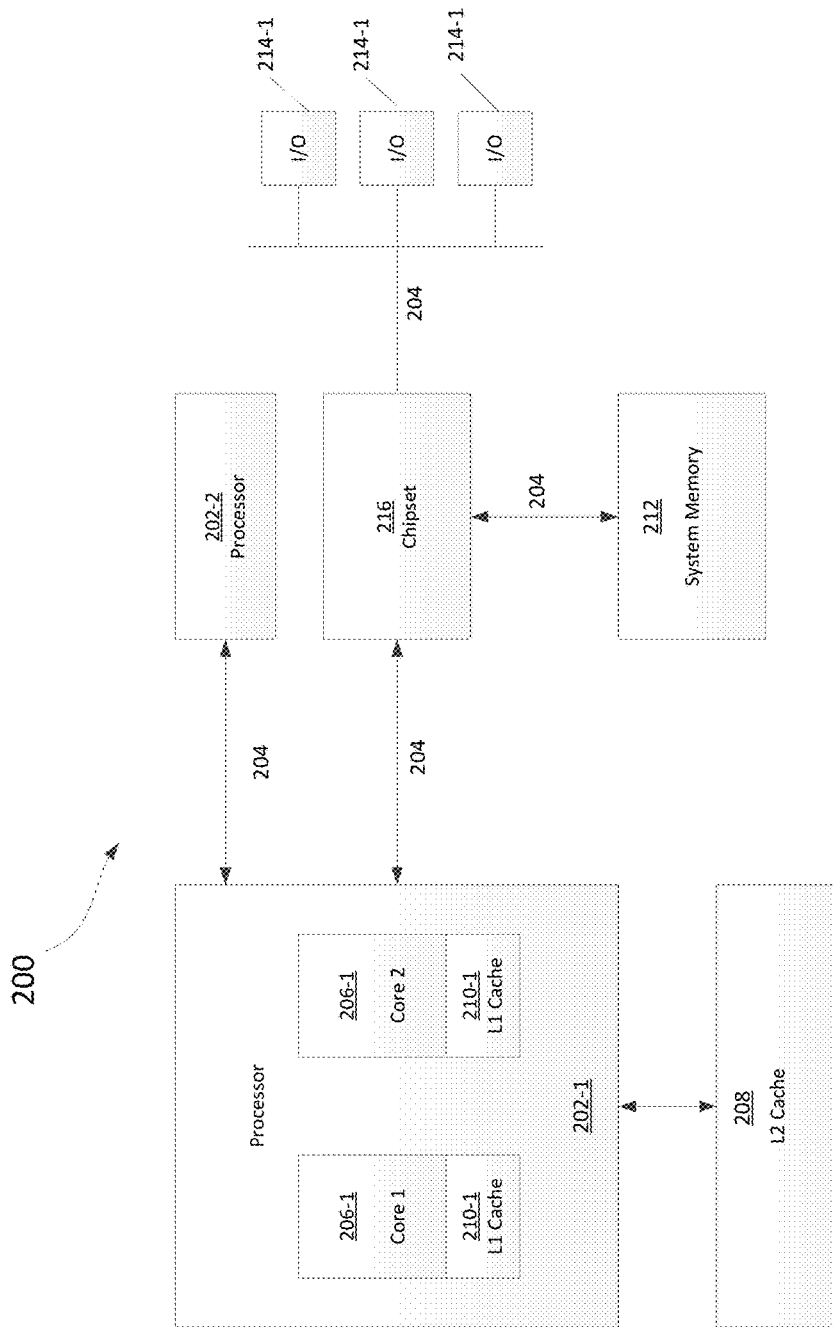 200
Processor
206-1
Core 1
210-1
L1 Cache
206-1
Core 2
210-1
L1 Cache
202-1
208
L2 Cache
204
204
202-2
Processor
216
Chipset
204
212
System Memory
204
I/O
214-1
I/O
214-1
I/O
214-1